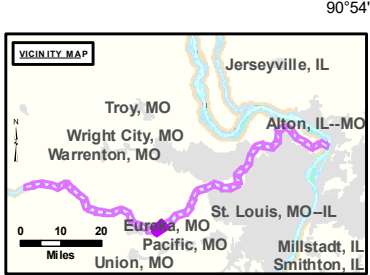 90°54'
VICINITY MAP
Jerseyville, IL
Troy, MO
Alton, IL--MO
Wright City, MO
Warrenton, MO
N
St. Louis, MO--IL
Eureka, MO
0 10 20
Miles
Pacific, MO
Millstadt, IL
Union, MO
Smithton, IL